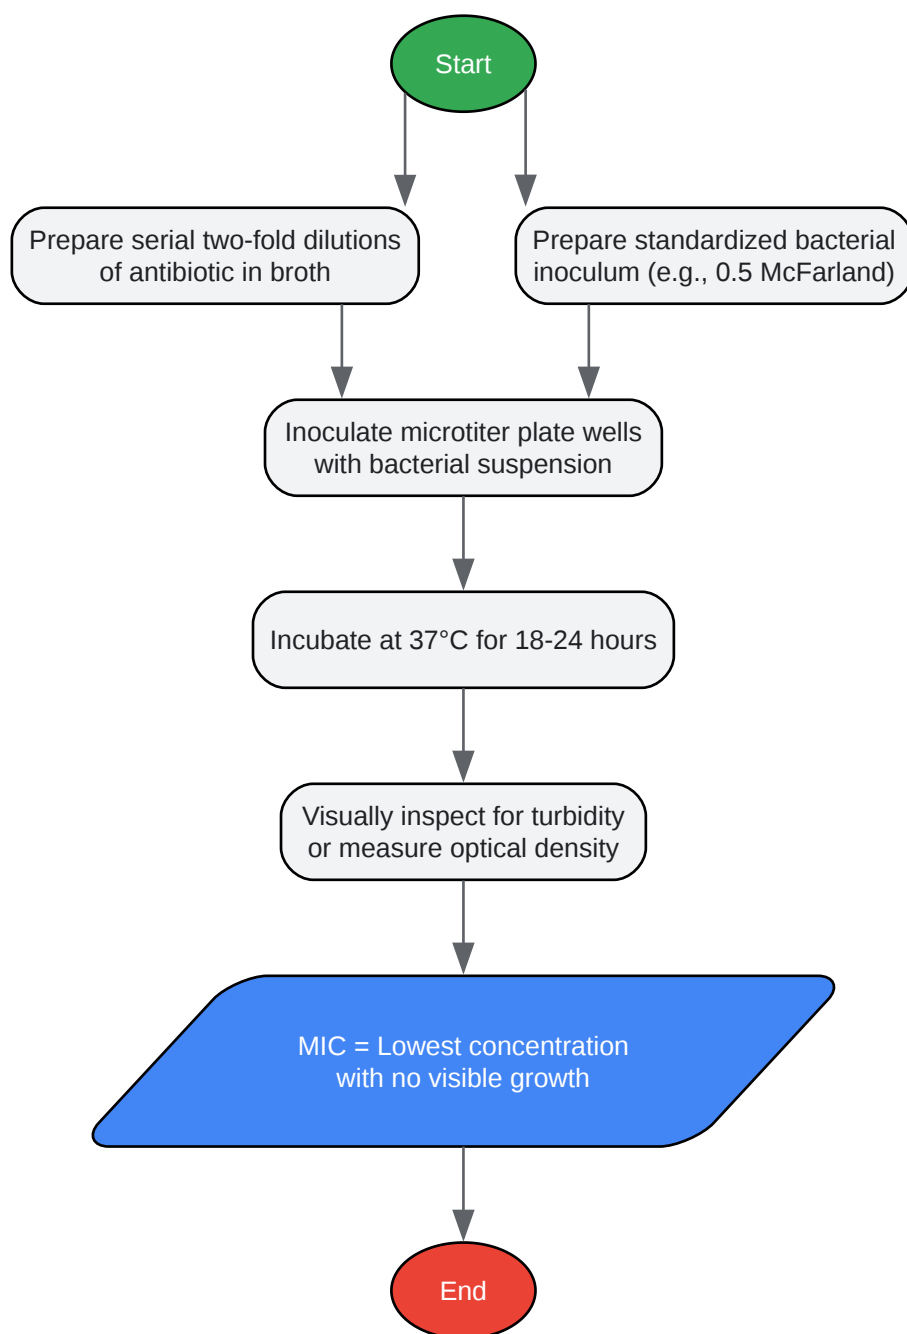 Start
Prepare serial two-fold dilutions
of antibiotic in broth
Prepare standardized bacterial
inoculum (e.g., 0.5 McFarland)
Inoculate microtiter plate wells
with bacterial suspension
Incubate at 37°C for 18-24 hours
Visually inspect for turbidity
or measure optical density
MIC = Lowest concentration
with no visible growth
End